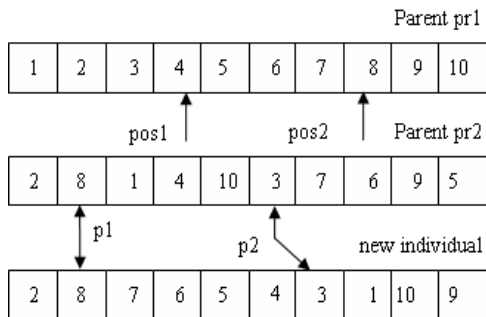 Parent pr1
1 2 3 4 5 6 7 8 9 10
pos1 pos2 Parent pr2
2 8 1 4 10 3 7 6 9 5
p1 p2 new individual
2 8 7 6 5 4 3 1 10 9